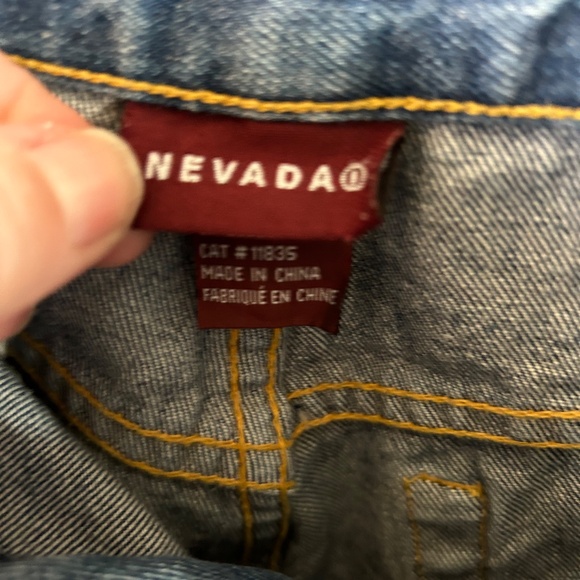 NEVADA®
CAT # 11835
MADE IN CHINA
FABRIQUÉ EN CHINE